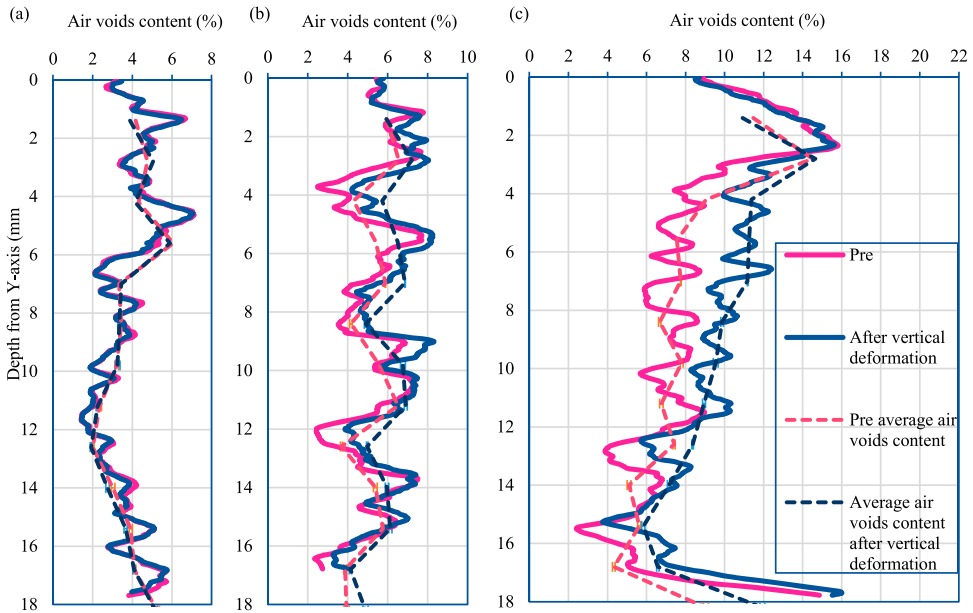 (a)
Air voids content (%)
(b)
Air voids content (%)
(c)
Air voids content (%)
0 2 4 6 8
0 2 4 6 8 10
0 2 4 6 8 10 12 14 16 18 20 22
Depth from Y-axis (mm
0
2
4
6
8
10
12
14
16
18
0
2
4
6
8
10
12
14
16
18
0
2
4
6
8
10
12
14
16
18
Pre
After vertical
deformation
Pre average air
voids content
Average air
voids content
after vertical
deformation